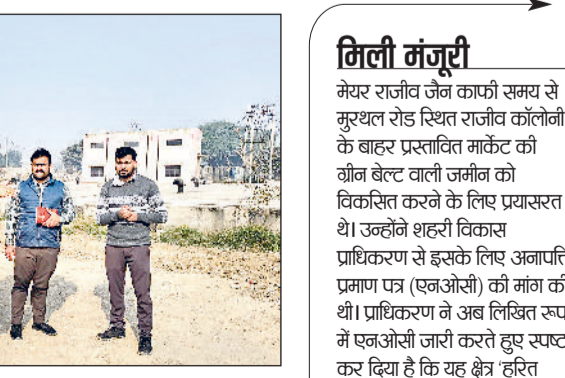 मिली मंजूरी
मेयर राजीव जैन काफी समय से
मुरथल रोड स्थित राजीव कॉलोनी
के बाहर प्रस्तावित मार्केट की
ग्रीन बेल्ट वाली जमीन को
विकसित करने के लिए प्रयासरत
थे। उन्होंने शहरी विकास
प्राधिकरण से इसके लिए अनापत्ति
प्रमाण पत्र (एनओसी) की मांग की
थी। प्राधिकरण ने अब लिखित रूप
में एनओसी जारी करते हुए स्पष्ट
कर दिया है कि यह क्षेत्र 'हरित